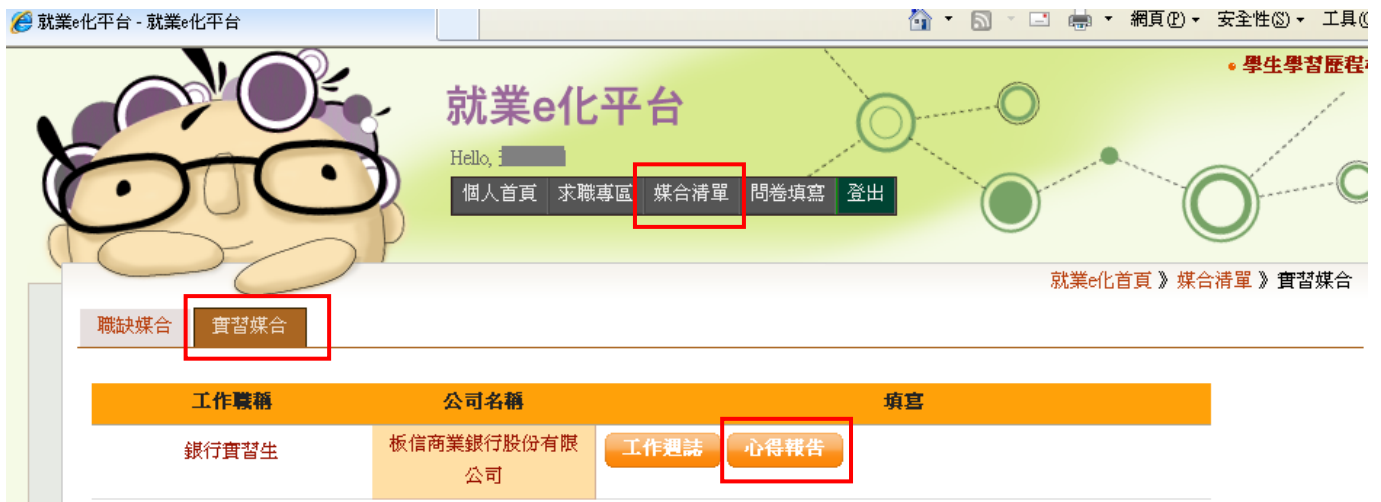 就業e化平台 - 就業e化平台
網頁(P) 安全性(S) 工具(O
學生學習歷程
就業e化平台
Hello,
個人首頁 求職專區 媒合清單 問卷填寫 登出
就業e化首頁 》 媒合清單 》 實習媒合
職缺媒合 實習媒合
工作職稱 公司名稱 填寫
銀行實習生 板信商業銀行股份有限 工作週誌 心得報告
公司